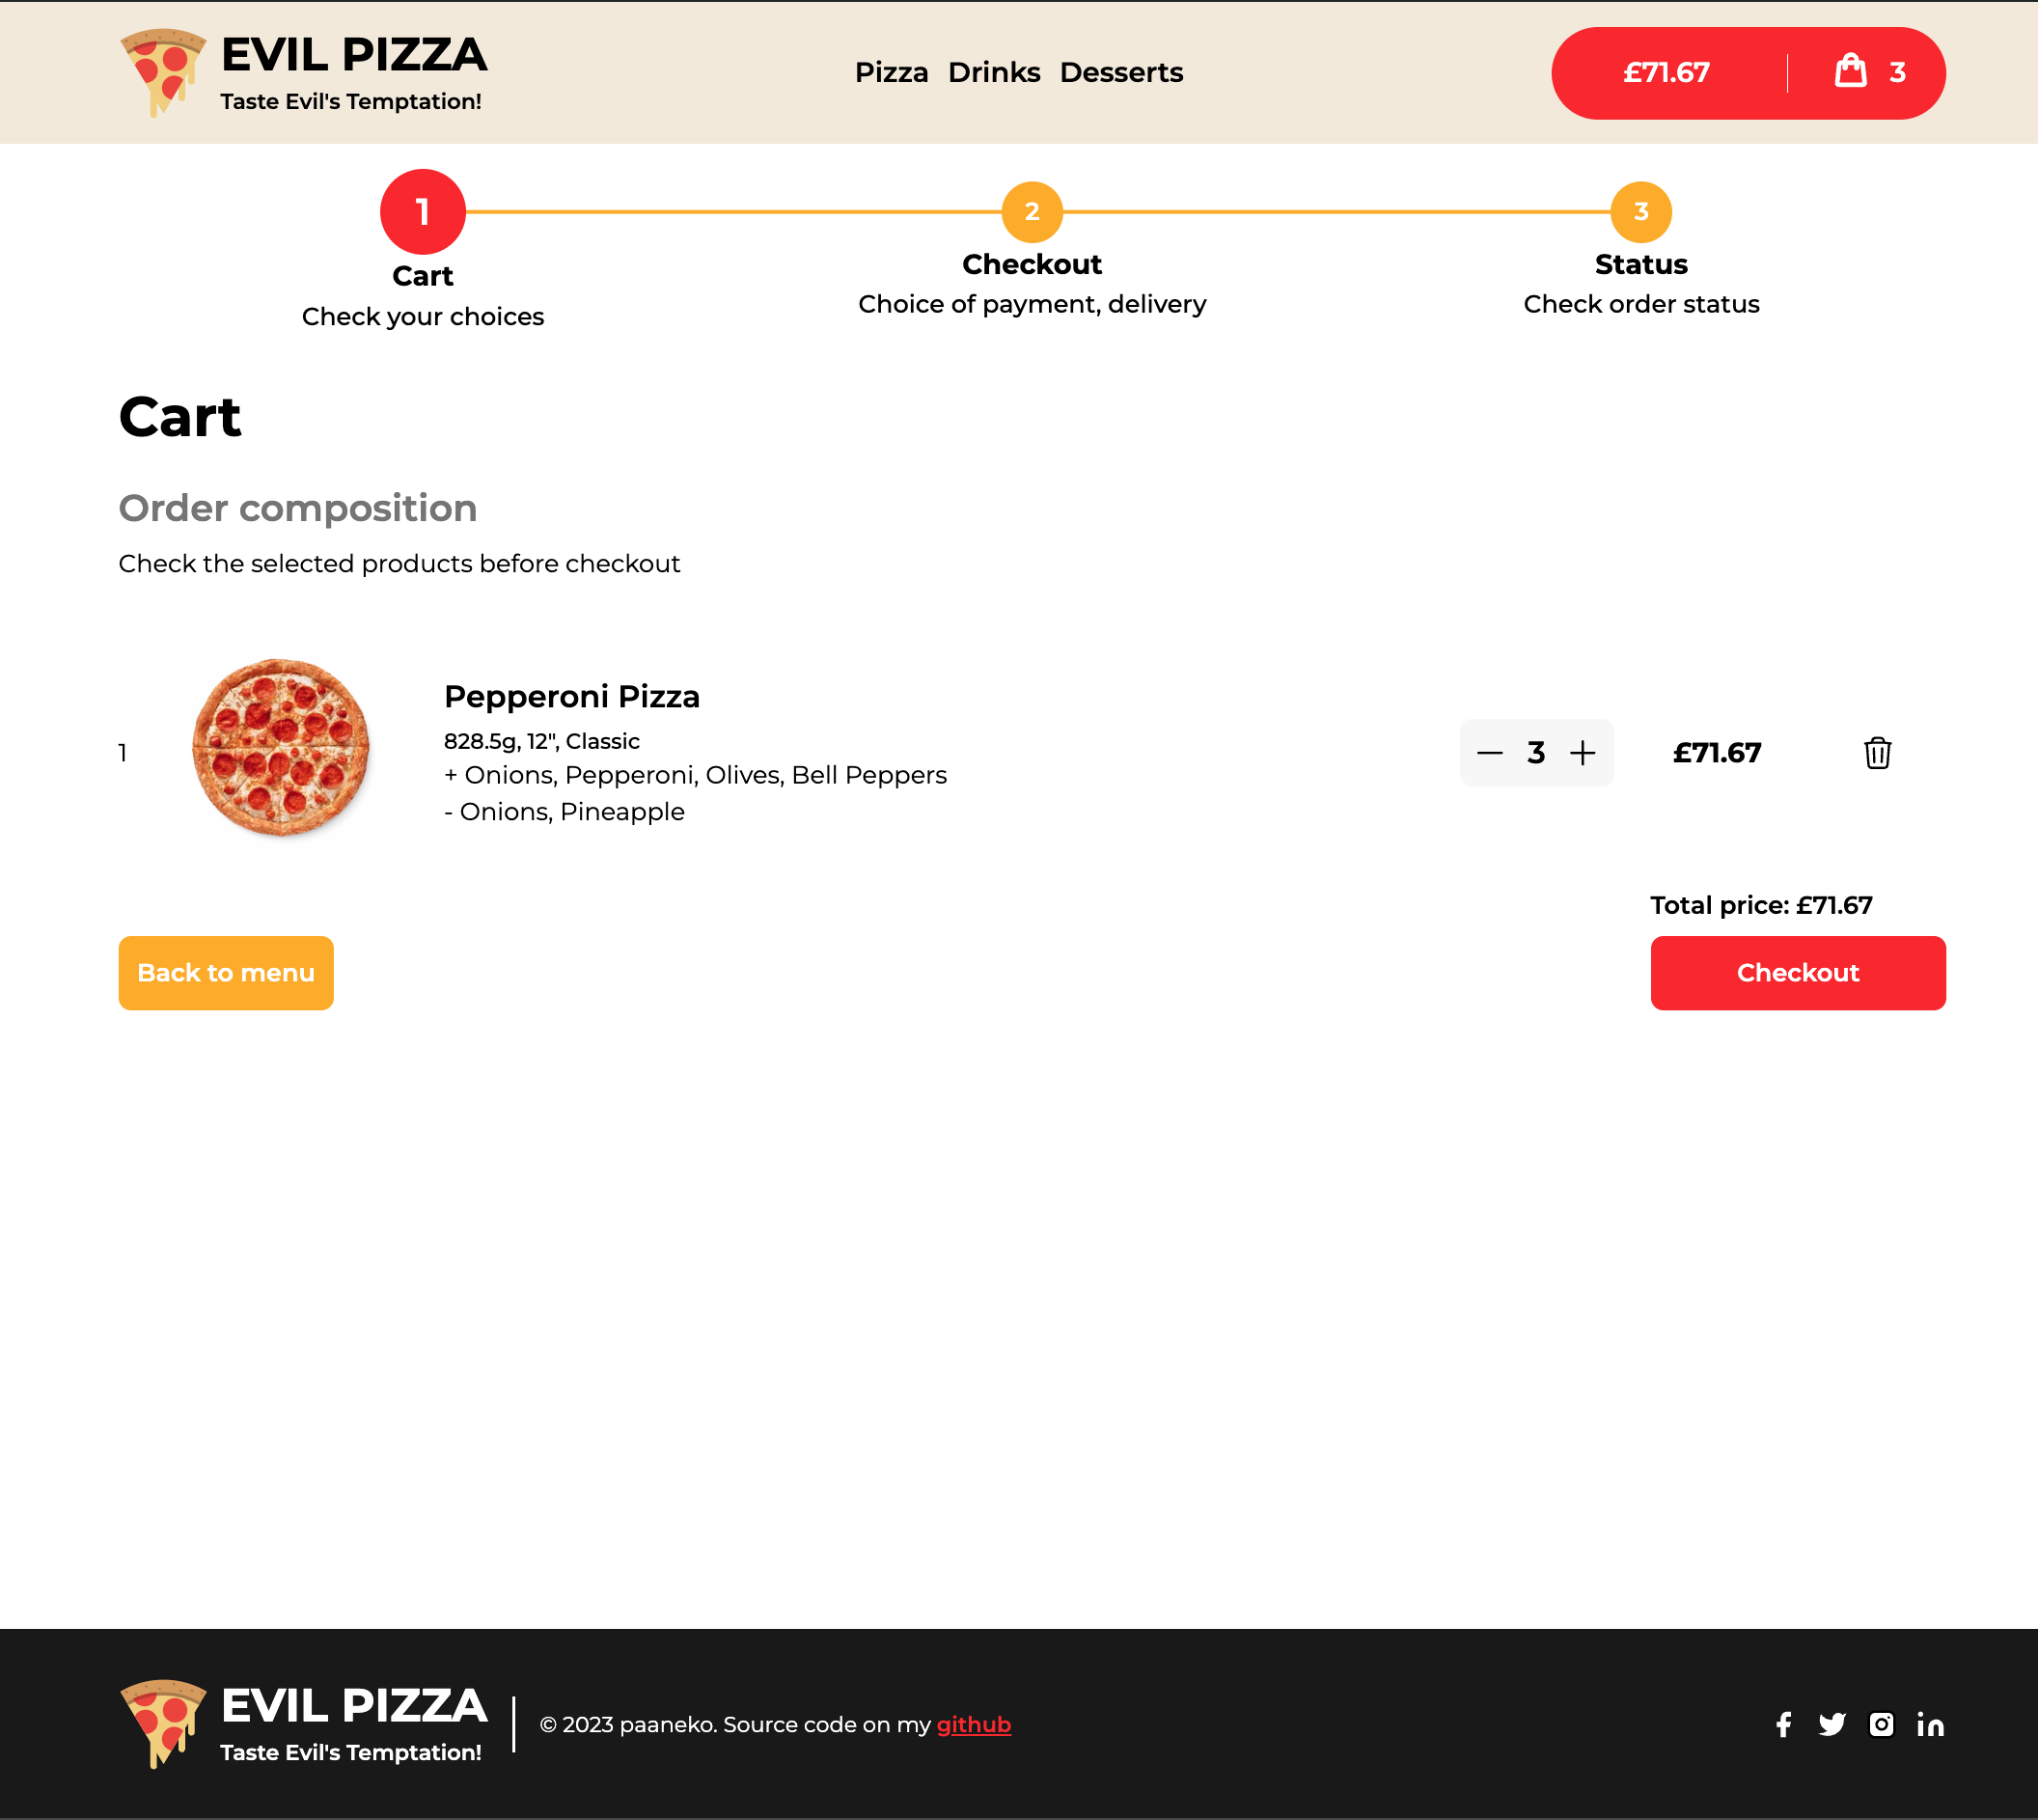 EVIL PIZZA
Taste Evil's Temptation!
Pizza Drinks Desserts
£71.67 3
1
Cart
Check your choices
2
Checkout
Choice of payment, delivery
3
Status
Check order status
Cart
Order composition
Check the selected products before checkout
1
Pepperoni Pizza
828.5g, 12", Classic
+ Onions, Pepperoni, Olives, Bell Peppers
- Onions, Pineapple
3
£71.67
Total price: £71.67
Back to menu
Checkout
EVIL PIZZA
Taste Evil's Temptation!
© 2023 paaneko. Source code on my github